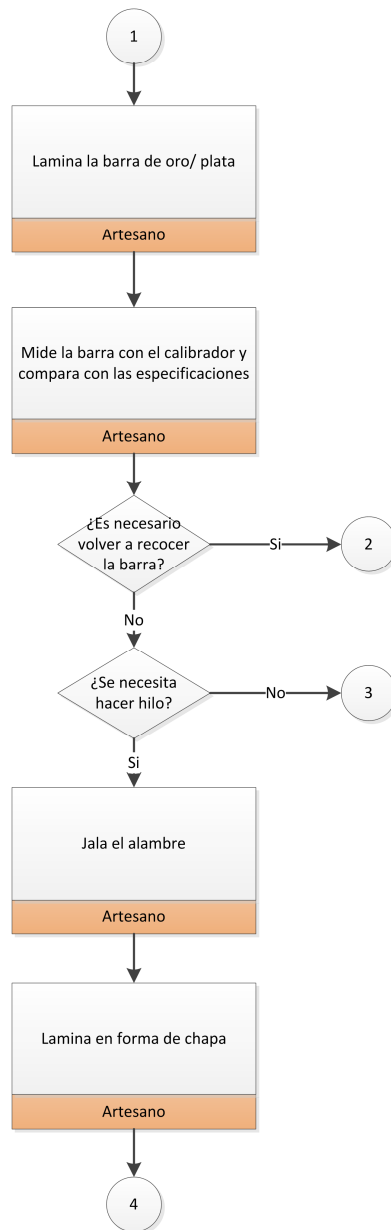 1
Lamina la barra de oro/ plata
Artesano
Mide la barra con el calibrador y
compara con las especificaciones
Artesano
¿Es necesario
volver a recocer
la barra?
Si
2
No
¿Se necesita
hacer hilo?
No
3
Si
Jala el alambre
Artesano
Lamina en forma de chapa
Artesano
4